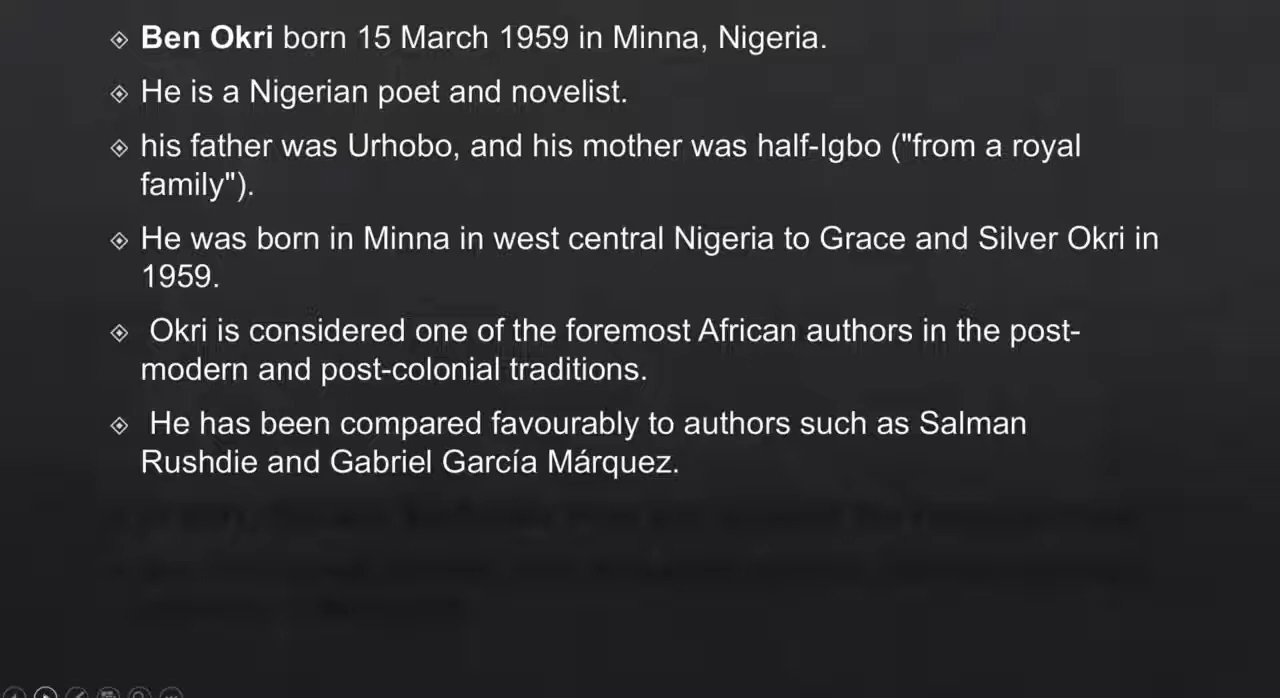 Ben Okri born 15 March 1959 in Minna, Nigeria.
He is a Nigerian poet and novelist.
his father was Urhobo, and his mother was half-Igbo ("from a royal
family").
He was born in Minna in west central Nigeria to Grace and Silver Okri in
1959.
Okri is considered one of the foremost African authors in the post-
modern and post-colonial traditions.
He has been compared favourably to authors such as Salman
Rushdie and Gabriel García Márquez.